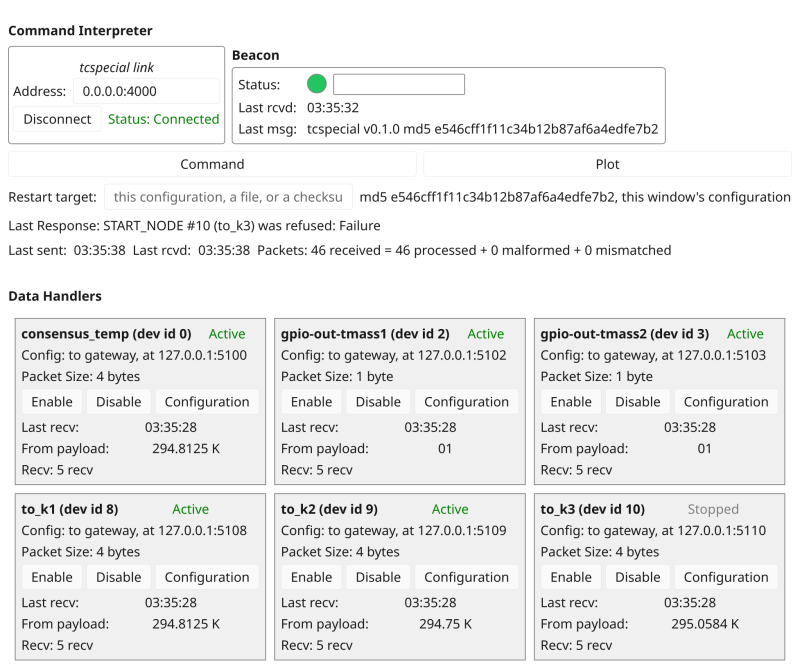 Command Interpreter
tcspecial link
Address: 0.0.0.0:4000
Disconnect Status: Connected
Beacon
Status:
Last rcvd: 03:35:32
Last msg: tcspecial v0.1.0 md5 e546cff1f11c34b12b87af6a4edfe7b2
Command Plot
Restart target: this configuration, a file, or a checksu md5 e546cff1f11c34b12b87af6a4edfe7b2, this window's configuration
Last Response: START_NODE #10 (to_k3) was refused: Failure
Last sent: 03:35:38 Last rcvd: 03:35:38 Packets: 46 received = 46 processed + 0 malformed + 0 mismatched
Data Handlers
consensus_temp (dev id 0) Active
Config: to gateway, at 127.0.0.1:5100
Packet Size: 4 bytes
Enable Disable Configuration
Last recv: 03:35:28
From payload: 294.8125 K
Recv: 5 recv
gpio-out-tmass1 (dev id 2) Active
Config: to gateway, at 127.0.0.1:5102
Packet Size: 1 byte
Enable Disable Configuration
Last recv: 03:35:28
From payload: 01
Recv: 5 recv
gpio-out-tmass2 (dev id 3) Active
Config: to gateway, at 127.0.0.1:5103
Packet Size: 1 byte
Enable Disable Configuration
Last recv: 03:35:28
From payload: 01
Recv: 5 recv
to_k1 (dev id 8) Active
Config: to gateway, at 127.0.0.1:5108
Packet Size: 4 bytes
Enable Disable Configuration
Last recv: 03:35:28
From payload: 294.8125 K
Recv: 5 recv
to_k2 (dev id 9) Active
Config: to gateway, at 127.0.0.1:5109
Packet Size: 4 bytes
Enable Disable Configuration
Last recv: 03:35:28
From payload: 294.75 K
Recv: 5 recv
to_k3 (dev id 10) Stopped
Config: to gateway, at 127.0.0.1:5110
Packet Size: 4 bytes
Enable Disable Configuration
Last recv: 03:35:28
From payload: 295.0584 K
Recv: 5 recv